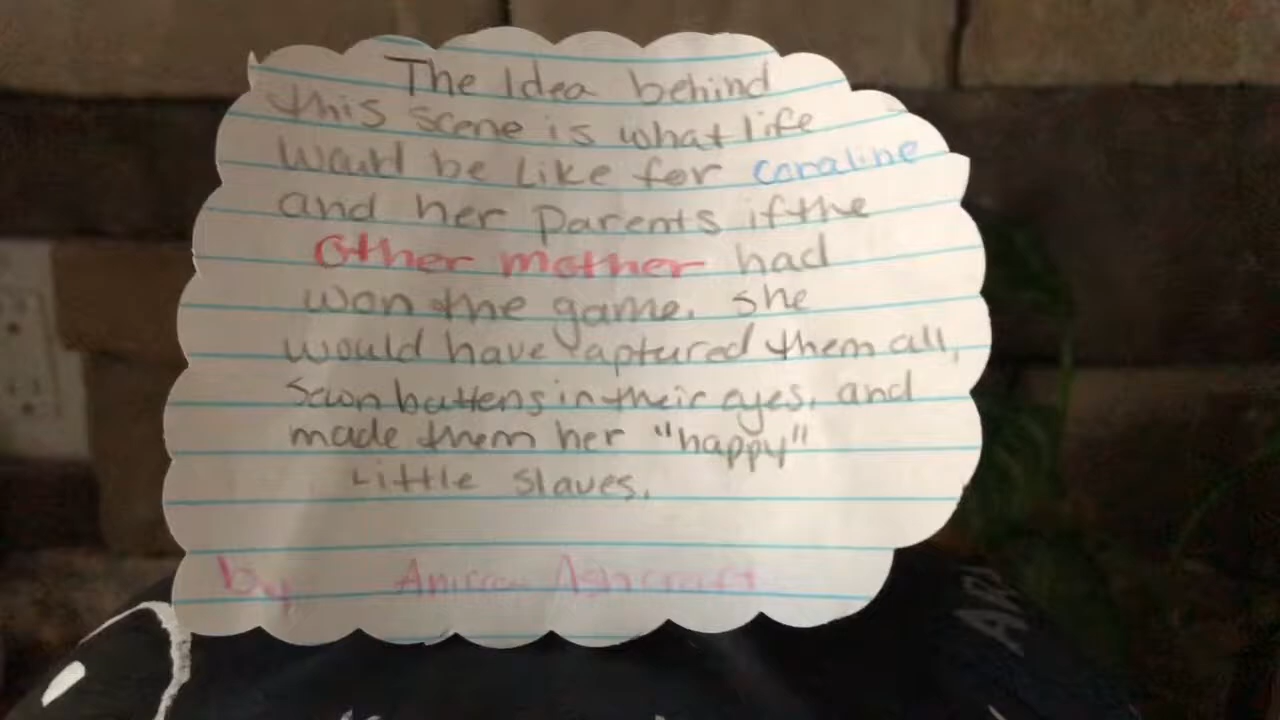 The Idea behind
this scene is what life
Would be like for coraline
and her parents if the
Other mother had
won the game. She
would have captured them all,
Sewn buttons in their eyes, and
made them her "happy"
Little slaves.
by Ashcraft